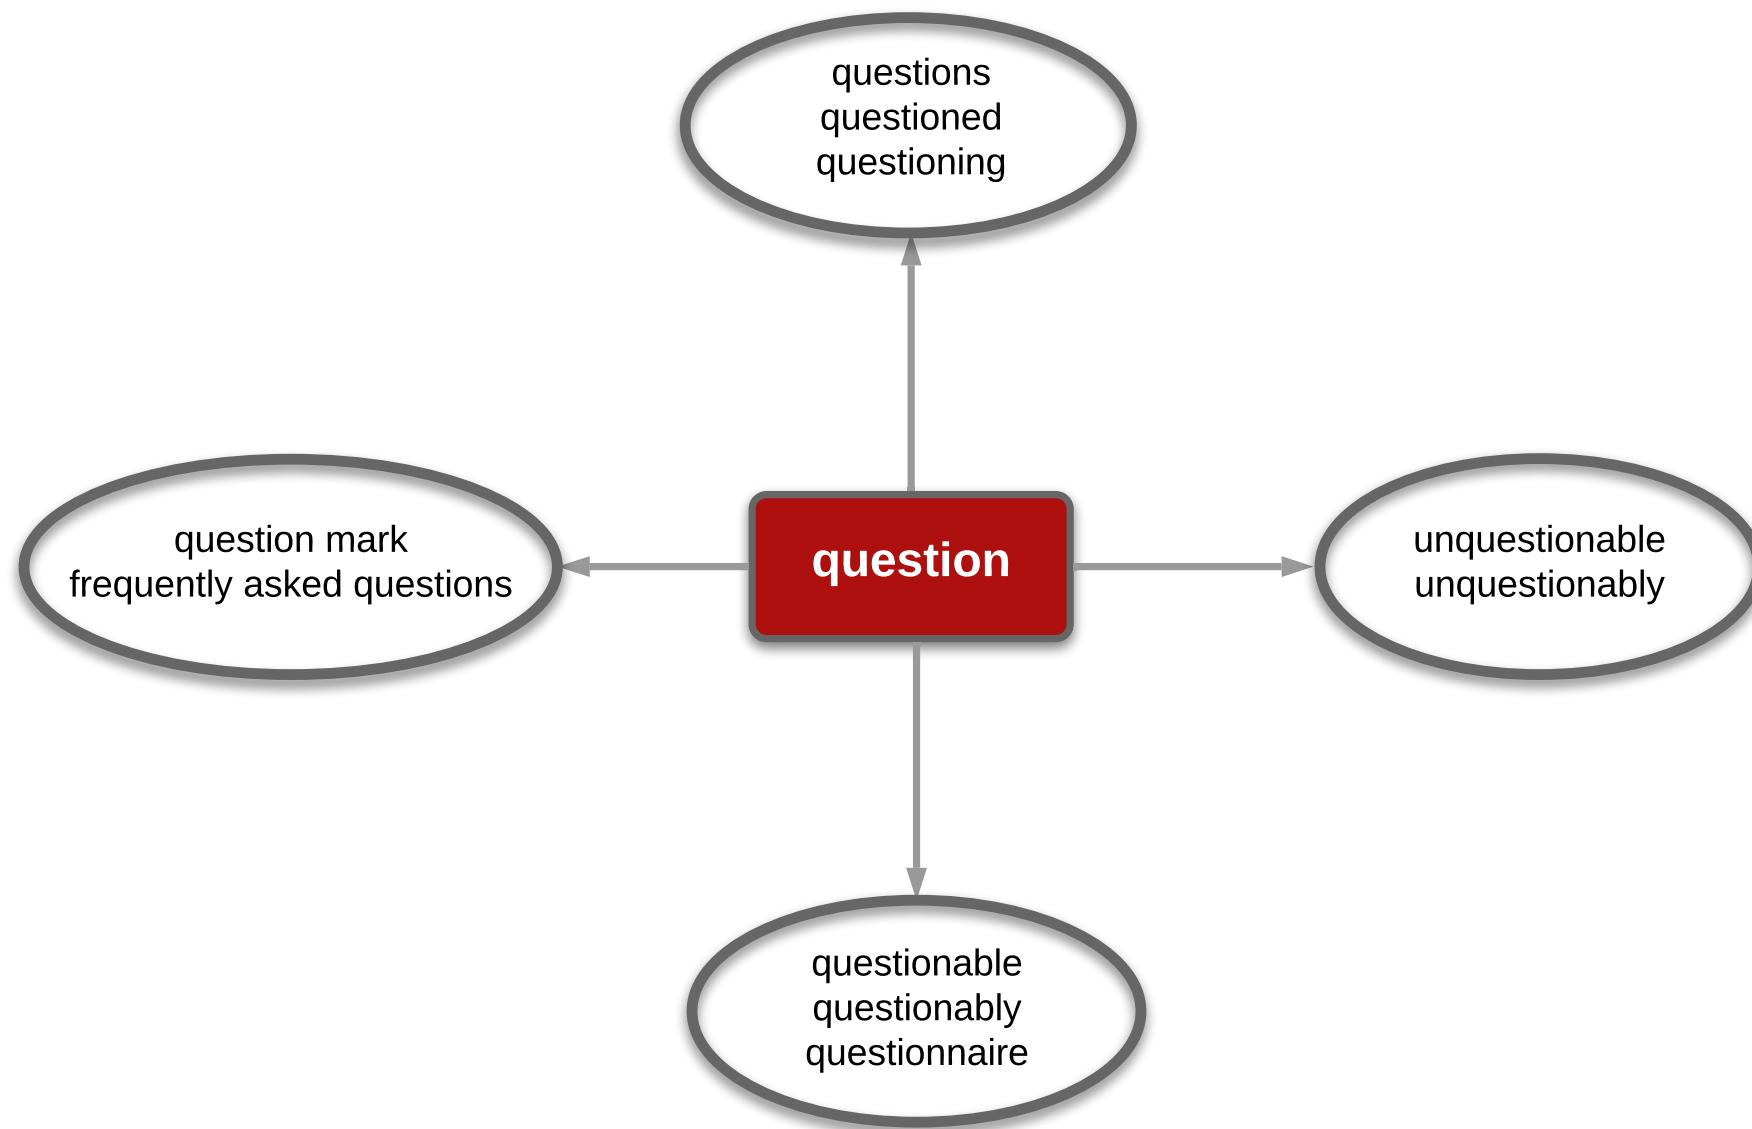 questions
questioned
questioning
question mark
frequently asked questions
question
unquestionable
unquestionably
questionable
questionably
questionnaire